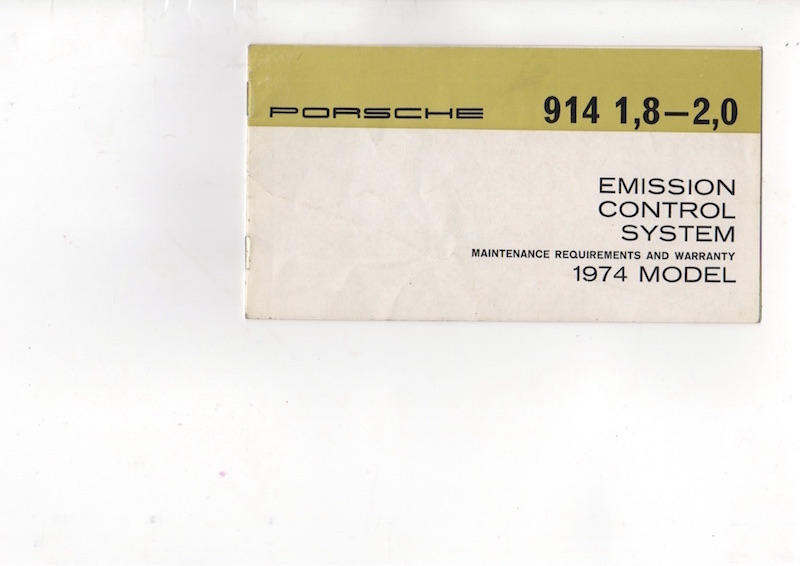 PORSCHE 914 1,8–2,0
EMISSION
CONTROL
SYSTEM
MAINTENANCE REQUIREMENTS AND WARRANTY
1974 MODEL